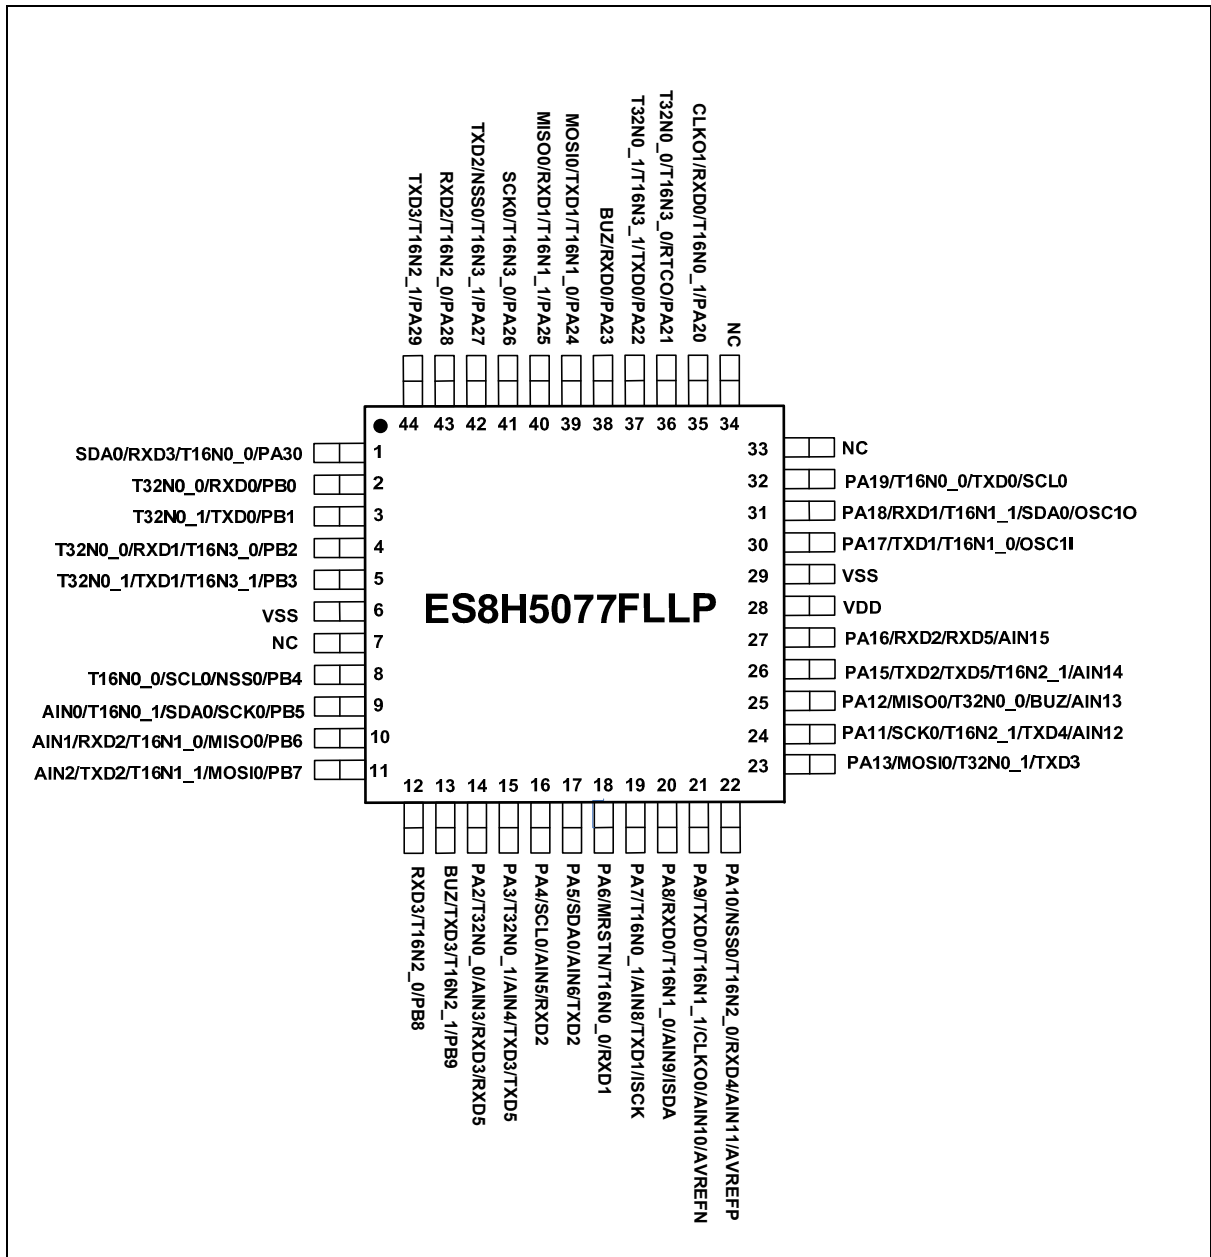 TXD3/T16N2_1/PA29
RXD2/T16N2_0/PA28
TXD2/NSS0/T16N3_1/PA27
SCK0/T16N3_0/PA26
MISO0/RXD1/T16N1_1/PA25
MOSI0/TXD1/T16N1_0/PA24
BUZ/RXD0/PA23
T32N0_1/T16N3_1/TXD0/PA22
T32N0_0/T16N3_0/RTCO/PA21
CLKO1/RXD0/T16N0_1/PA20
NC
44 43 42 41 40 39 38 37 36 35 34
SDA0/RXD3/T16N0_0/PA30 1
T32N0_0/RXD0/PB0 2
T32N0_1/TXD0/PB1 3
T32N0_0/RXD1/T16N3_0/PB2 4
T32N0_1/TXD1/T16N3_1/PB3 5
VSS 6
NC 7
T16N0_0/SCL0/NSS0/PB4 8
AIN0/T16N0_1/SDA0/SCK0/PB5 9
AIN1/RXD2/T16N1_0/MISO0/PB6 10
AIN2/TXD2/T16N1_1/MOSI0/PB7 11
ES8H5077FLLP
33 NC
32 PA19/T16N0_0/TXD0/SCL0
31 PA18/RXD1/T16N1_1/SDA0/OSC1O
30 PA17/TXD1/T16N1_0/OSC1I
29 VSS
28 VDD
27 PA16/RXD2/RXD5/AIN15
26 PA15/TXD2/TXD5/T16N2_1/AIN14
25 PA12/MISO0/T32N0_0/BUZ/AIN13
24 PA11/SCK0/T16N2_1/TXD4/AIN12
23 PA13/MOSI0/T32N0_1/TXD3
12 13 14 15 16 17 18 19 20 21 22
RXD3/T16N2_0/PB8
BUZ/TXD3/T16N2_1/PB9
PA2/T32N0_0/AIN3/RXD3/RXD5
PA3/T32N0_1/AIN4/TXD3/TXD5
PA4/SCL0/AIN5/RXD2
PA5/SDA0/AIN6/TXD2
PA6/MRSTN/T16N0_0/RXD1
PA7/T16N0_1/AIN8/TXD1/ISCK
PA8/RXD0/T16N1_0/AIN9/ISDA
PA9/TXD0/T16N1_1/CLKO0/AIN10/AVREFN
PA10/NSS0/T16N2_0/RXD4/AIN11/AVREFP